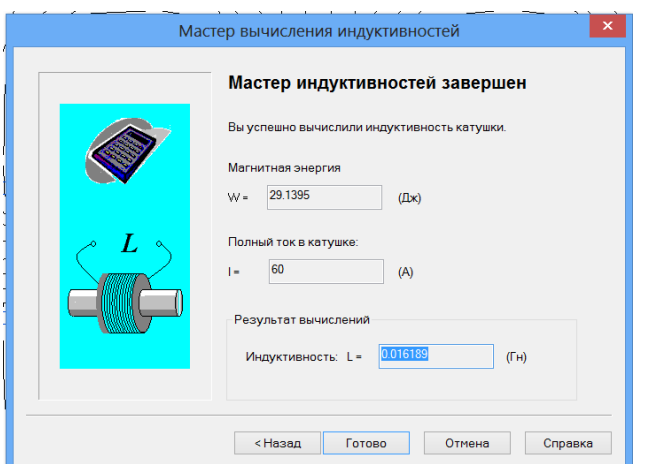 Мастер вычисления индуктивностей
×
Мастер индуктивностей завершен
Вы успешно вычислили индуктивность катушки.
Магнитная энергия
W = 29.1395 (Дж)
L
Полный ток в катушке:
I = 60 (А)
Результат вычислений
Индуктивность: L = 0.016189 (Гн)
< Назад Готово Отмена Справка